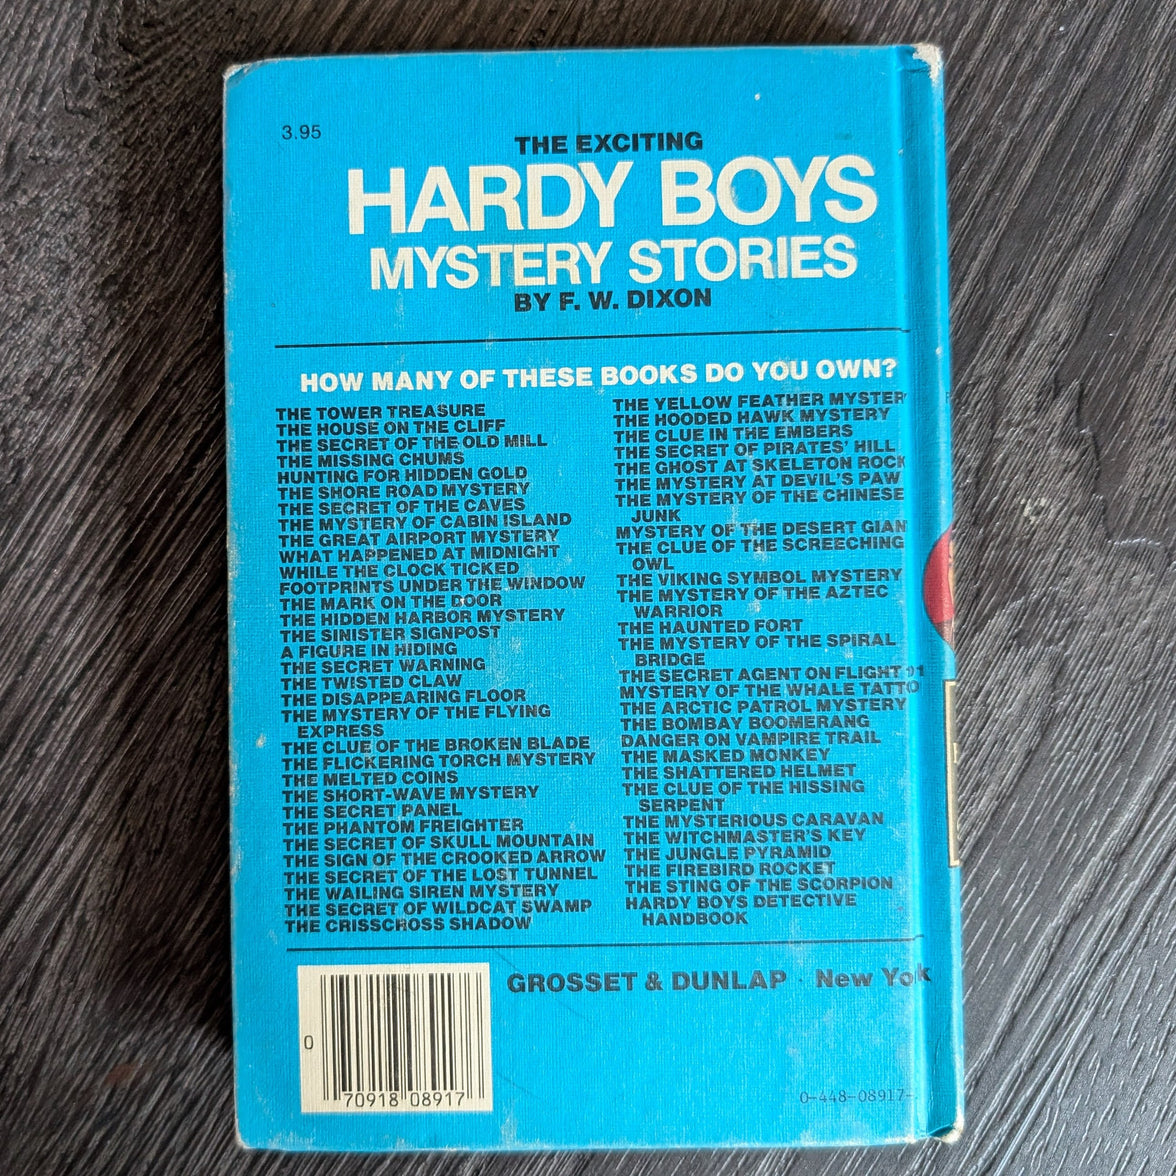 3.95
THE EXCITING
HARDY BOYS
MYSTERY STORIES
BY F. W. DIXON
HOW MANY OF THESE BOOKS DO YOU OWN?
THE TOWER TREASURE
THE HOUSE ON THE CLIFF
THE SECRET OF THE OLD MILL
THE MISSING CHUMS
HUNTING FOR HIDDEN GOLD
THE SHORE ROAD MYSTERY
THE SECRET OF THE CAVES
THE MYSTERY OF CABIN ISLAND
THE GREAT AIRPORT MYSTERY
WHAT HAPPENED AT MIDNIGHT
WHILE THE CLOCK TICKED
FOOTPRINTS UNDER THE WINDOW
THE MARK ON THE DOOR
THE HIDDEN HARBOR MYSTERY
THE SINISTER SIGNPOST
A FIGURE IN HIDING
THE SECRET WARNING
THE TWISTED CLAW
THE DISAPPEARING FLOOR
THE MYSTERY OF THE FLYING
EXPRESS
THE CLUE OF THE BROKEN BLADE
THE FLICKERING TORCH MYSTERY
THE MELTED COINS
THE SHORT-WAVE MYSTERY
THE SECRET PANEL
THE PHANTOM FREIGHTER
THE SECRET OF SKULL MOUNTAIN
THE SIGN OF THE CROOKED ARROW
THE SECRET OF THE LOST TUNNEL
THE WAILING SIREN MYSTERY
THE SECRET OF WILDCAT SWAMP
THE CRISSCROSS SHADOW
THE YELLOW FEATHER MYSTER
THE HOODED HAWK MYSTERY
THE CLUE IN THE EMBERS
THE SECRET OF PIRATES' HILL
THE GHOST AT SKELETON ROCK
THE MYSTERY AT DEVIL'S PAW
THE MYSTERY OF THE CHINESE
JUNK
MYSTERY OF THE DESERT GIAN
THE CLUE OF THE SCREECHING
OWL
THE VIKING SYMBOL MYSTERY
THE MYSTERY OF THE AZTEC
WARRIOR
THE HAUNTED FORT
THE MYSTERY OF THE SPIRAL
BRIDGE
THE SECRET AGENT ON FLIGHT 101
MYSTERY OF THE WHALE TATTO
THE ARCTIC PATROL MYSTERY
THE BOMBAY BOOMERANG
DANGER ON VAMPIRE TRAIL
THE MASKED MONKEY
THE SHATTERED HELMET
THE CLUE OF THE HISSING
SERPENT
THE MYSTERIOUS CARAVAN
THE WITCHMASTER'S KEY
THE JUNGLE PYRAMID
THE FIREBIRD ROCKET
THE STING OF THE SCORPION
HARDY BOYS DETECTIVE
HANDBOOK
GROSSET & DUNLAP · New Yok
0 70918 08917
0-448-08917-